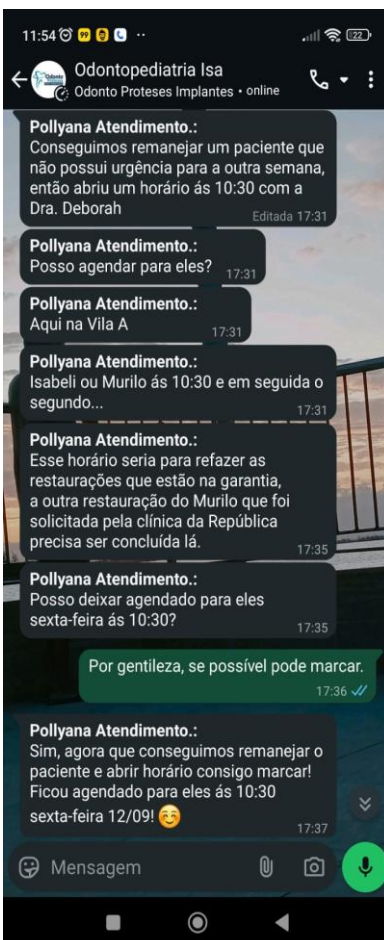 11:54 99 ·· 22
Odontopediatria Isa
Odonto Proteses Implantes • online
Pollyana Atendimento.:
Conseguimos remanejar um paciente que
não possui urgência para a outra semana,
então abriu um horário ás 10:30 com a
Dra. Deborah
Editada 17:31
Pollyana Atendimento.:
Posso agendar para eles?
17:31
Pollyana Atendimento.:
Aqui na Vila A
17:31
Pollyana Atendimento.:
Isabeli ou Murilo ás 10:30 e em seguida o
segundo...
17:31
Pollyana Atendimento.:
Esse horário seria para refazer as
restaurações que estão na garantia,
a outra restauração do Murilo que foi
solicitada pela clínica da República
precisa ser concluída lá.
17:35
Pollyana Atendimento.:
Posso deixar agendado para eles
sexta-feira ás 10:30?
17:35
Por gentileza, se possível pode marcar.
17:36
Pollyana Atendimento.:
Sim, agora que conseguimos remanejar o
paciente e abrir horário consigo marcar!
Ficou agendado para eles ás 10:30
sexta-feira 12/09! 😊
17:37
Mensagem